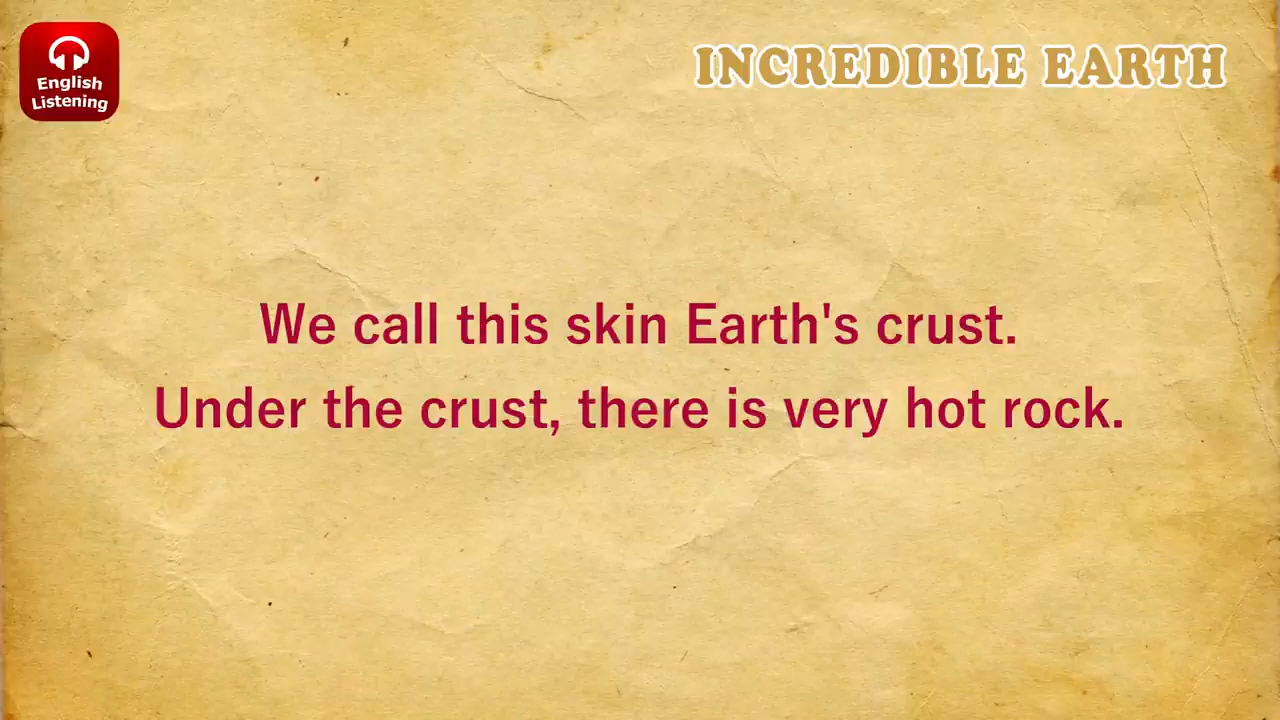 English
Listening
INCREDIBLE EARTH
We call this skin Earth's crust.
Under the crust, there is very hot rock.